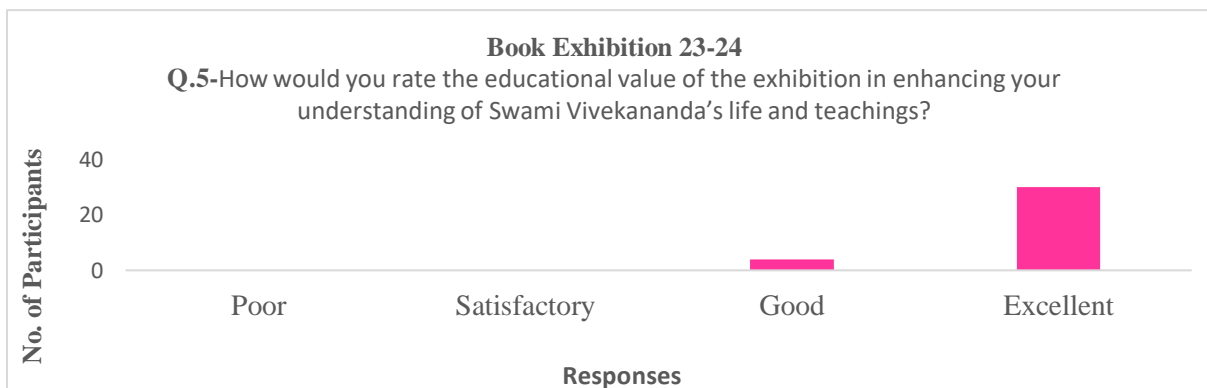 Book Exhibition 23-24
Q.5-How would you rate the educational value of the exhibition in enhancing your
understanding of Swami Vivekananda’s life and teachings?
No. of Participants
40
20
0
Poor Satisfactory Good Excellent
Responses